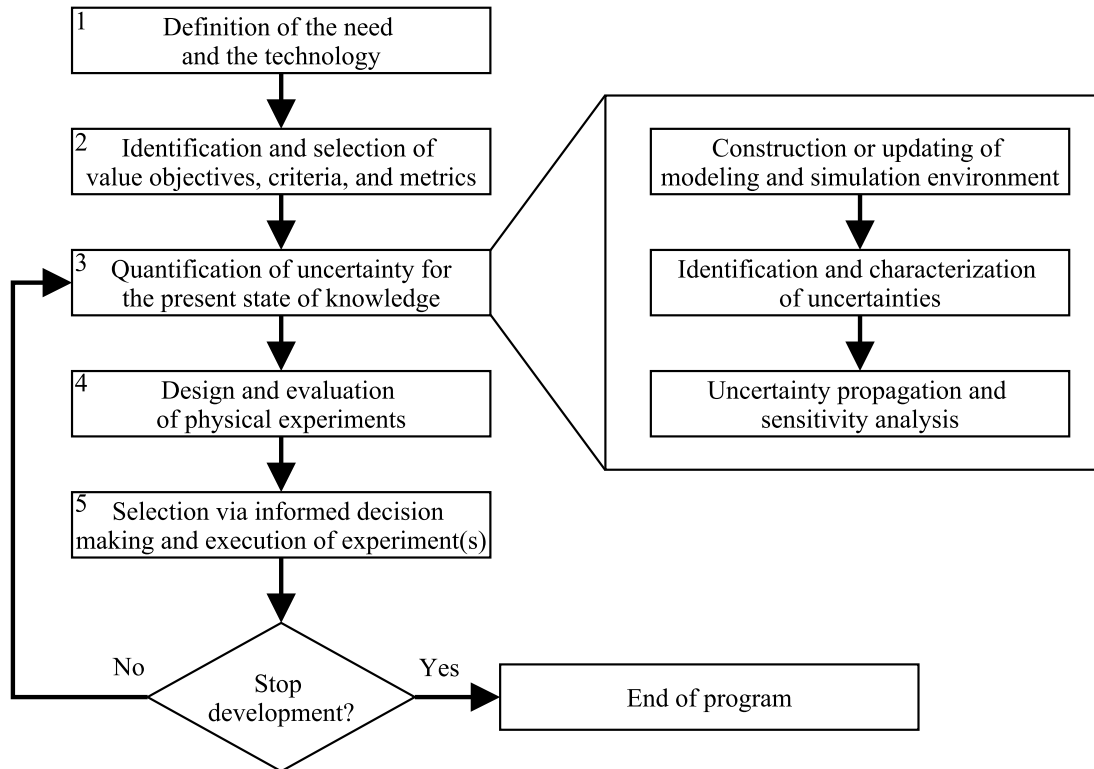 1
Definition of the need
and the technology
2
Identification and selection of
value objectives, criteria, and metrics
3
Quantification of uncertainty for
the present state of knowledge
4
Design and evaluation
of physical experiments
5
Selection via informed decision
making and execution of experiment(s)
No
Stop
development?
Yes
End of program
Construction or updating of
modeling and simulation environment
Identification and characterization
of uncertainties
Uncertainty propagation and
sensitivity analysis